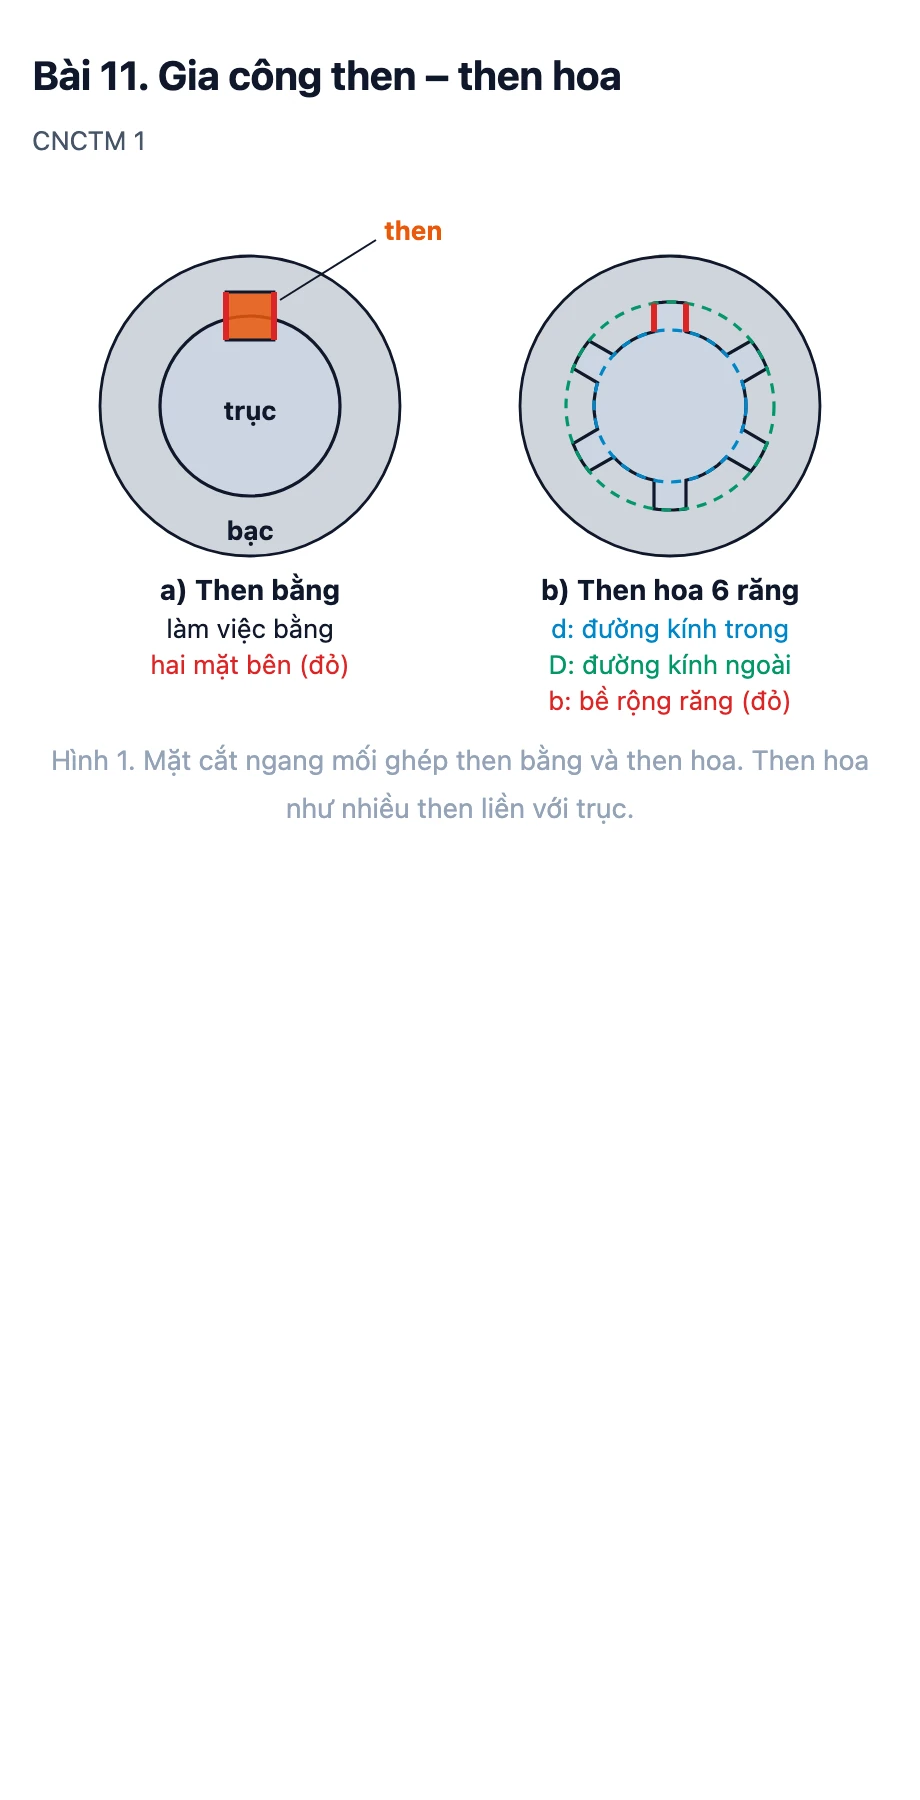 Bài 11. Gia công then – then hoa
CNCTM 1
then
trục
bạc
a) Then bằng
làm việc bằng
hai mặt bên (đỏ)
b) Then hoa 6 răng
d: đường kính trong
D: đường kính ngoài
b: bề rộng răng (đỏ)
Hình 1. Mặt cắt ngang mối ghép then bằng và then hoa. Then hoa
như nhiều then liền với trục.